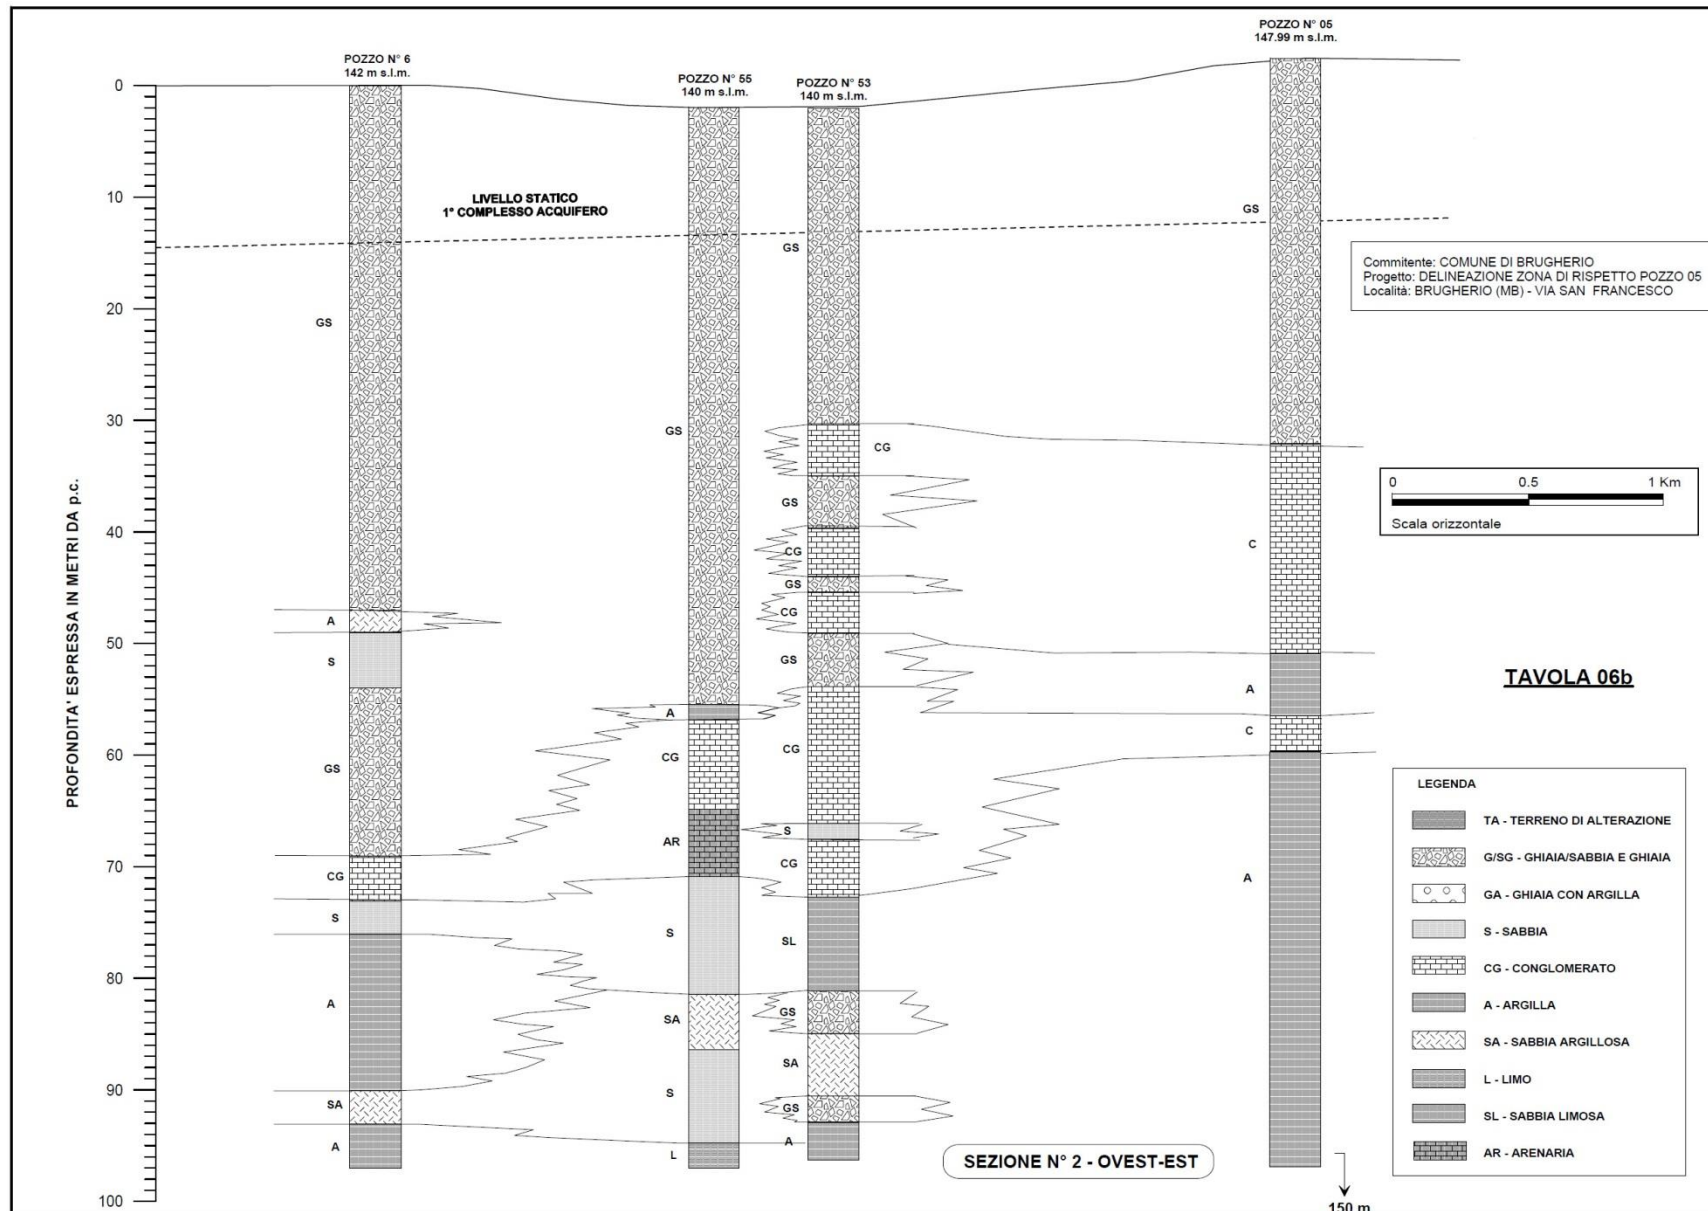 POZZO N° 6
142 m s.l.m.
POZZO N° 55
140 m s.l.m.
POZZO N° 53
140 m s.l.m.
POZZO N° 05
147.99 m s.l.m.
PROFONDITA' ESPRESSA IN METRI DA p.c.
0
10
20
30
40
50
60
70
80
90
100
LIVELLO STATICO
1° COMPLESSO ACQUIFERO
GS
A
S
GS
CG
S
A
SA
A
GS
A
CG
AR
S
SA
S
L
GS
CG
GS
CG
GS
CG
GS
CG
S
CG
SL
GS
SA
GS
A
GS
C
A
C
A
Commitente: COMUNE DI BRUGHERIO
Progetto: DELINEAZIONE ZONA DI RISPETTO POZZO 05
Località: BRUGHERIO (MB) - VIA SAN FRANCESCO
0 0.5 1 Km
Scala orizzontale
TAVOLA 06b
LEGENDA
TA - TERRENO DI ALTERAZIONE
G/SG - GHIAIA/SABBIA E GHIAIA
GA - GHIAIA CON ARGILLA
S - SABBIA
CG - CONGLOMERATO
A - ARGILLA
SA - SABBIA ARGILLOSA
L - LIMO
SL - SABBIA LIMOSA
AR - ARENARIA
SEZIONE N° 2 - OVEST-EST
150 m